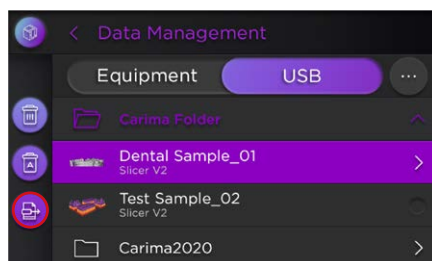 < Data Management
Equipment
USB
...
Carima Folder
Dental Sample_01
Slicer V2
Test Sample_02
Slicer V2
Carima2020
A